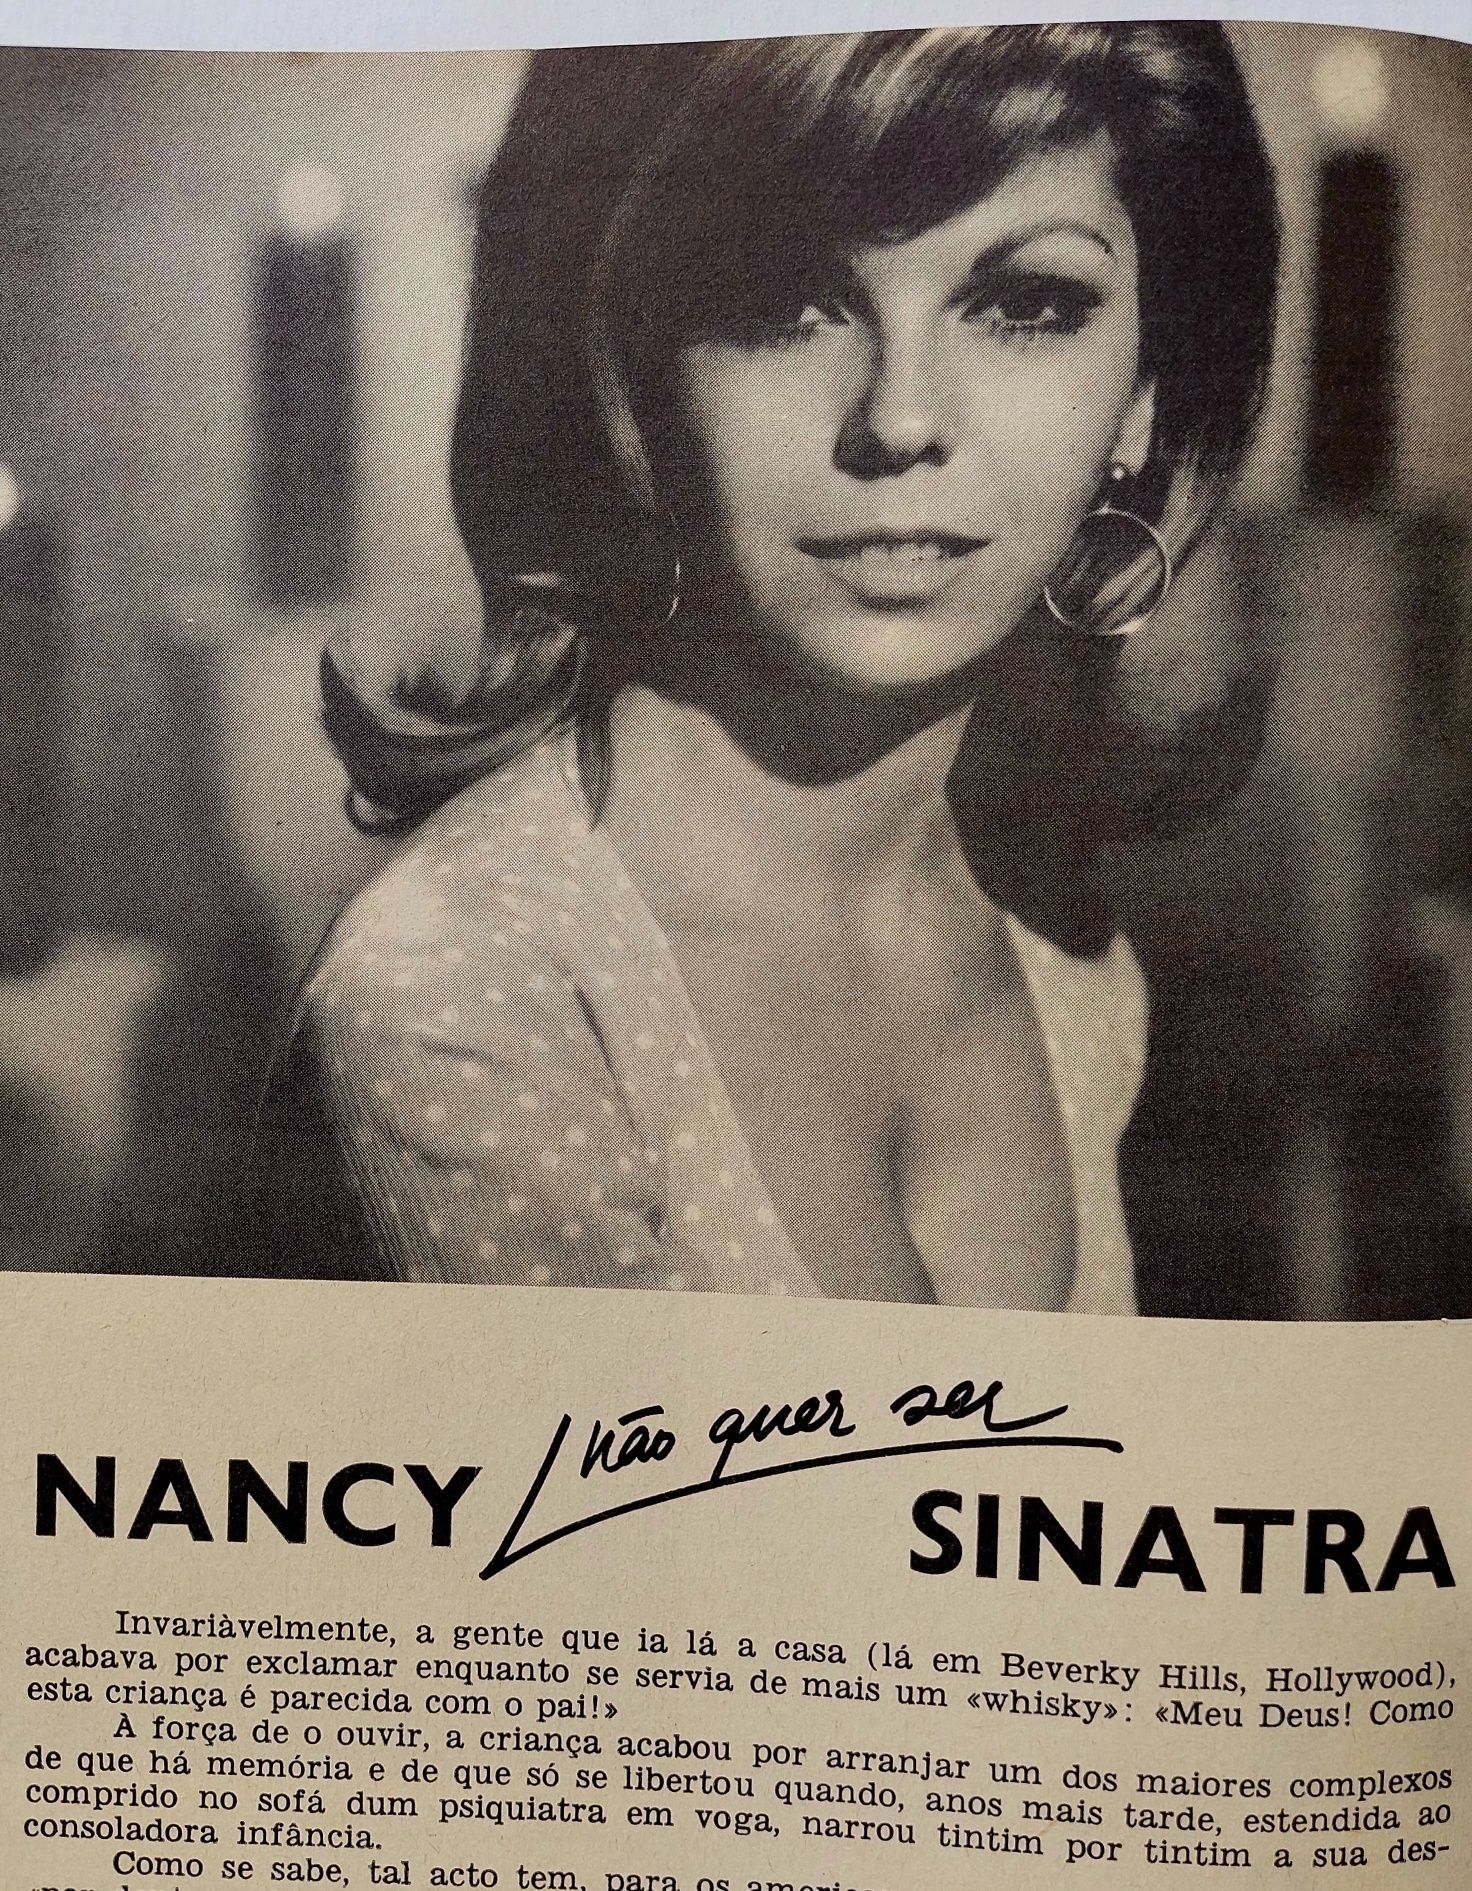 NANCY não quer ser SINATRA
Invariàvelmente, a gente que ia lá a casa (lá em Beverky Hills, Hollywood),
acabava por exclamar enquanto se servia de mais um «whisky»: «Meu Deus! Como
esta criança é parecida com o pai!»
À força de o ouvir, a criança acabou por arranjar um dos maiores complexos
de que há memória e de que só se libertou quando, anos mais tarde, estendida ao
comprido no sofá dum psiquiatra em voga, narrou tintim por tintim a sua des-
consoladora infância.
Como se sabe, tal acto tem, para os